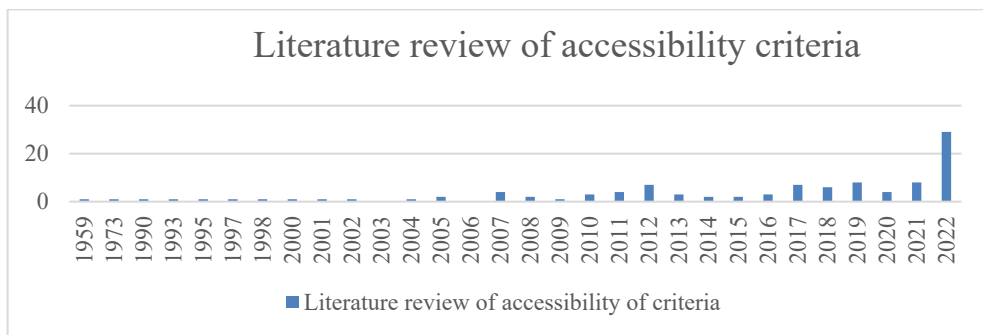 Literature review of accessibility criteria
40
20
0
1959 1973 1990 1993 1995 1997 1998 2000 2001 2002 2003 2004 2005 2006 2007 2008 2009 2010 2011 2012 2013 2014 2015 2016 2017 2018 2019 2020 2021 2022
Literature review of accessibility of criteria